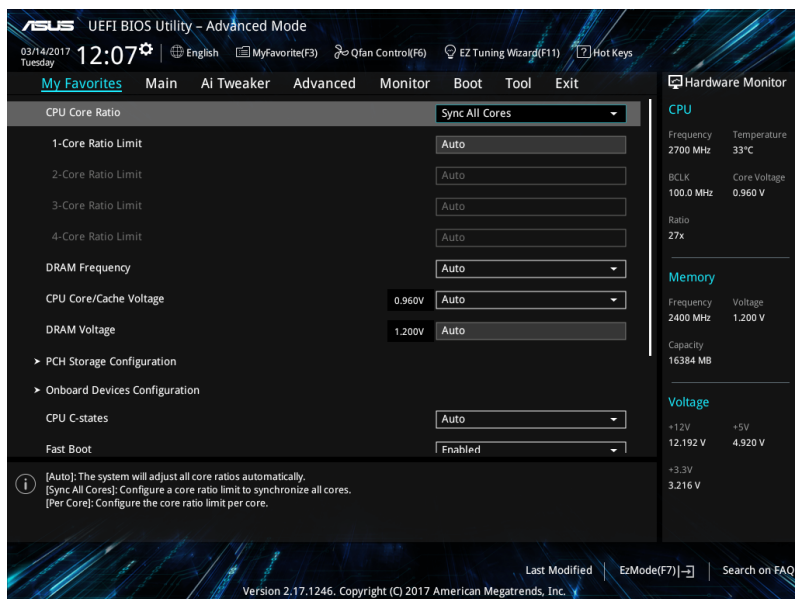 ASUS UEFI BIOS Utility – Advanced Mode
03/14/2017
Tuesday
12:07
English
MyFavorite(F3)
Qfan Control(F6)
EZ Tuning Wizard(F11)
? Hot Keys
My Favorites Main Ai Tweaker Advanced Monitor Boot Tool Exit
CPU Core Ratio Sync All Cores
1-Core Ratio Limit Auto
2-Core Ratio Limit Auto
3-Core Ratio Limit Auto
4-Core Ratio Limit Auto
DRAM Frequency Auto
CPU Core/Cache Voltage 0.960V Auto
DRAM Voltage 1.200V Auto
> PCH Storage Configuration
> Onboard Devices Configuration
CPU C-states Auto
Fast Boot Enabled
[Auto]: The system will adjust all core ratios automatically.
[Sync All Cores]: Configure a core ratio limit to synchronize all cores.
[Per Core]: Configure the core ratio limit per core.
Hardware Monitor
CPU
Frequency Temperature
2700 MHz 33°C
BCLK Core Voltage
100.0 MHz 0.960 V
Ratio
27x
Memory
Frequency Voltage
2400 MHz 1.200 V
Capacity
16384 MB
Voltage
+12V +5V
12.192 V 4.920 V
+3.3V
3.216 V
Last Modified EzMode(F7)| Search on FAQ
Version 2.17.1246. Copyright (C) 2017 American Megatrends, Inc.